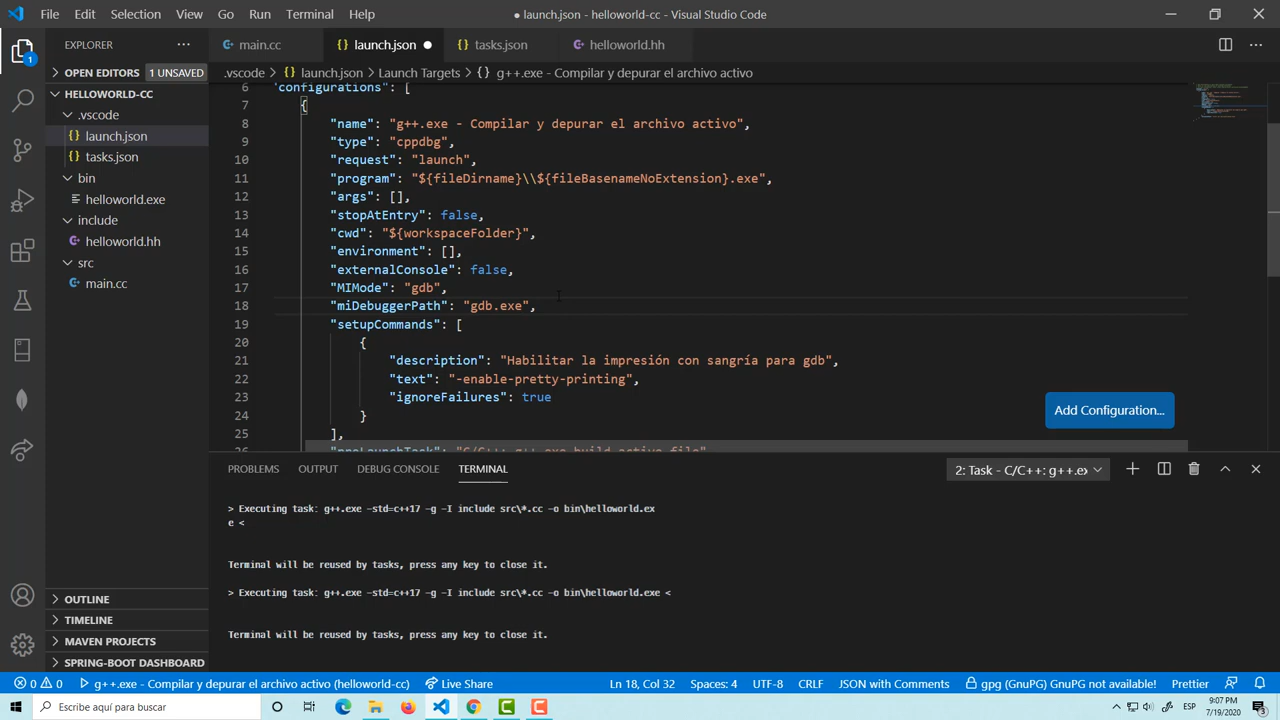 File Edit Selection View Go Run Terminal Help ● launch.json - helloworld-cc - Visual Studio Code
EXPLORER
main.cc
{} launch.json ●
{} tasks.json
helloworld.hh
OPEN EDITORS 1 UNSAVED
.vscode > {} launch.json > Launch Targets > {} g++.exe - Compilar y depurar el archivo activo
HELLOWORLD-CC
.vscode
{} launch.json
{} tasks.json
bin
helloworld.exe
include
helloworld.hh
src
main.cc
OUTLINE
TIMELINE
MAVEN PROJECTS
SPRING-BOOT DASHBOARD
1
6 "configurations": [
7 {
8 "name": "g++.exe - Compilar y depurar el archivo activo",
9 "type": "cppdbg",
10 "request": "launch",
11 "program": "${fileDirname}\\${fileBasenameNoExtension}.exe",
12 "args": [],
13 "stopAtEntry": false,
14 "cwd": "${workspaceFolder}",
15 "environment": [],
16 "externalConsole": false,
17 "MIMode": "gdb",
18 "miDebuggerPath": "gdb.exe",
19 "setupCommands": [
20 {
21 "description": "Habilitar la impresión con sangría para gdb",
22 "text": "-enable-pretty-printing",
23 "ignoreFailures": true
24 }
25 ],
26 "preLaunchTask": "C/C++: g++.exe build active file"
Add Configuration...
PROBLEMS OUTPUT DEBUG CONSOLE TERMINAL 2: Task - C/C++: g++.ex
> Executing task: g++.exe -std=c++17 -g -I include src\*.cc -o bin\helloworld.ex
e <
Terminal will be reused by tasks, press any key to close it.
> Executing task: g++.exe -std=c++17 -g -I include src\*.cc -o bin\helloworld.exe <
Terminal will be reused by tasks, press any key to close it.
0 0 g++.exe - Compilar y depurar el archivo activo (helloworld-cc) Live Share Ln 18, Col 32 Spaces: 4 UTF-8 CRLF JSON with Comments gpg (GnuPG) GnuPG not available! Prettier
Escribe aquí para buscar
ESP
9:07 PM
7/19/2020
3